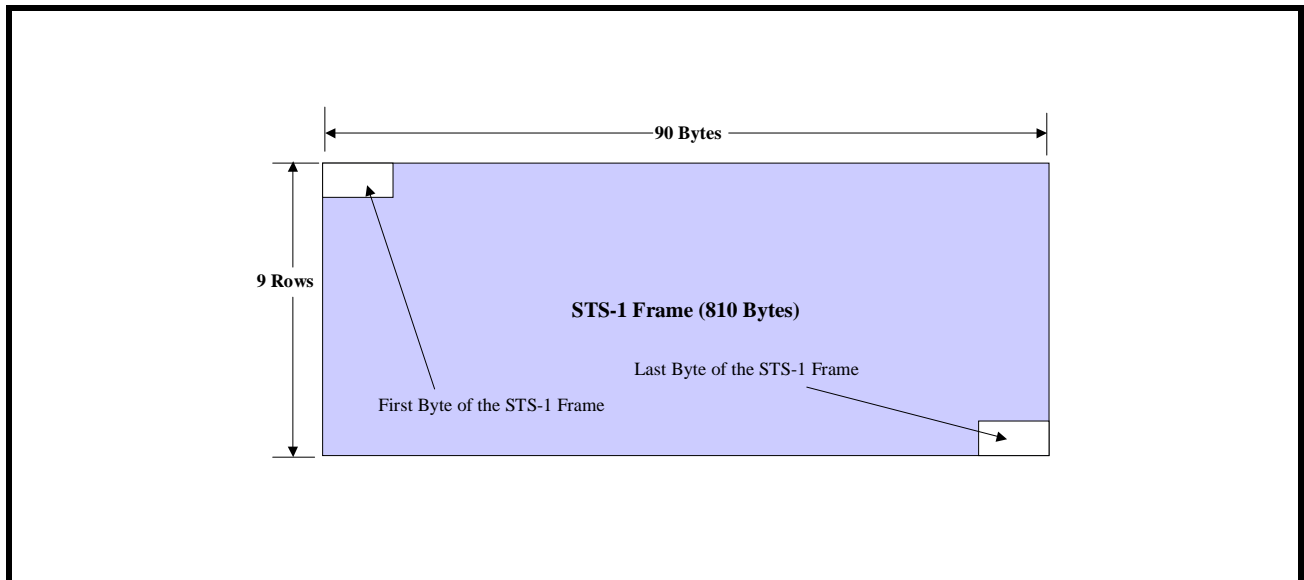 90 Bytes
9 Rows
STS-1 Frame (810 Bytes)
Last Byte of the STS-1 Frame
First Byte of the STS-1 Frame